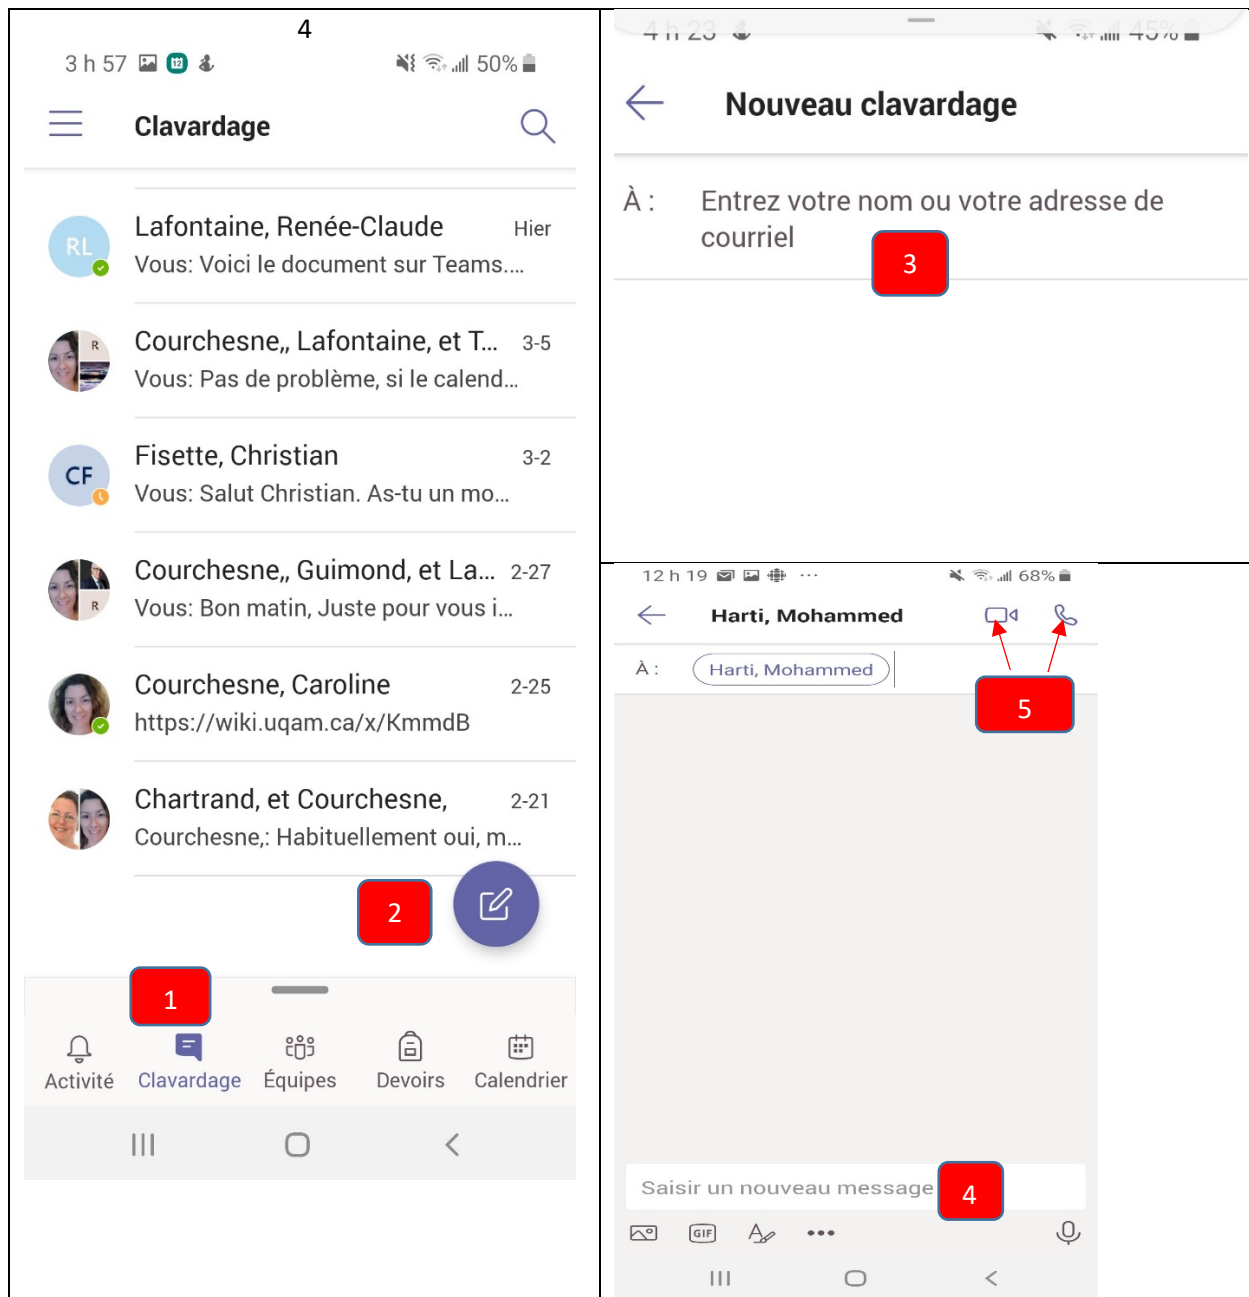 4
3 h 57 50%
Clavardage
RL
Lafontaine, Renée-Claude Hier
Vous: Voici le document sur Teams....
R
Courchesne,, Lafontaine, et T... 3-5
Vous: Pas de problème, si le calend...
CF
Fisette, Christian 3-2
Vous: Salut Christian. As-tu un mo...
R
Courchesne,, Guimond, et La... 2-27
Vous: Bon matin, Juste pour vous i...
Courchesne, Caroline 2-25
https://wiki.uqam.ca/x/KmmdB
Chartrand, et Courchesne, 2-21
Courchesne,: Habituellement oui, m...
2
1
Activité Clavardage Équipes Devoirs Calendrier
4 h 23 45%
Nouveau clavardage
À : Entrez votre nom ou votre adresse de
courriel
3
12 h 19 ... 68%
Harti, Mohammed
À : Harti, Mohammed
5
Saisir un nouveau message
4
GIF